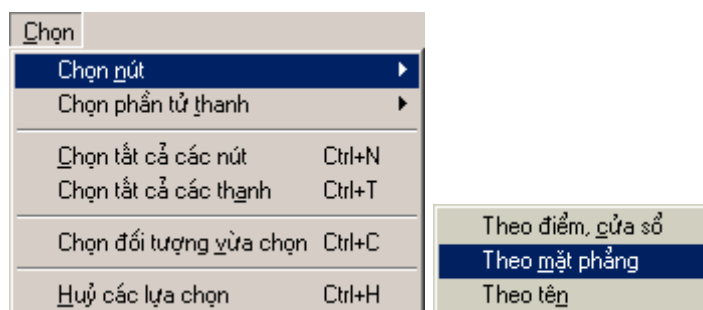 Chọn
Chọn nút
Chọn phần tử thanh
Chọn tất cả các nút Ctrl+N
Chọn tất cả các thanh Ctrl+T
Chọn đối tượng vừa chọn Ctrl+C
Huỷ các lựa chọn Ctrl+H
Theo điểm, cửa sổ
Theo mặt phẳng
Theo tên